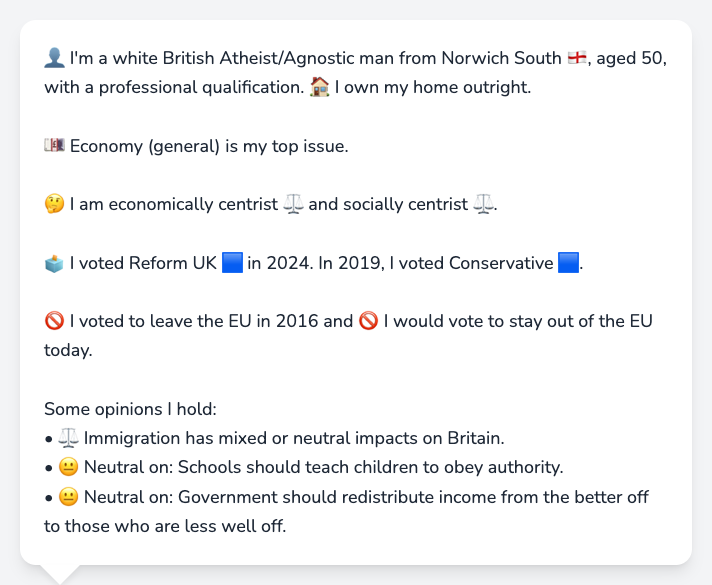 👤 I'm a white British Atheist/Agnostic man from Norwich South 🏴󠁧󠁢󠁥󠁮󠁧󠁿, aged 50,
with a professional qualification. 🏠 I own my home outright.
💷 Economy (general) is my top issue.
🤔 I am economically centrist ⚖️ and socially centrist ⚖️.
🗳️ I voted Reform UK 🟦 in 2024. In 2019, I voted Conservative 🟦.
🚫 I voted to leave the EU in 2016 and 🚫 I would vote to stay out of the EU
today.
Some opinions I hold:
• ⚖️ Immigration has mixed or neutral impacts on Britain.
• 😐 Neutral on: Schools should teach children to obey authority.
• 😐 Neutral on: Government should redistribute income from the better off
to those who are less well off.